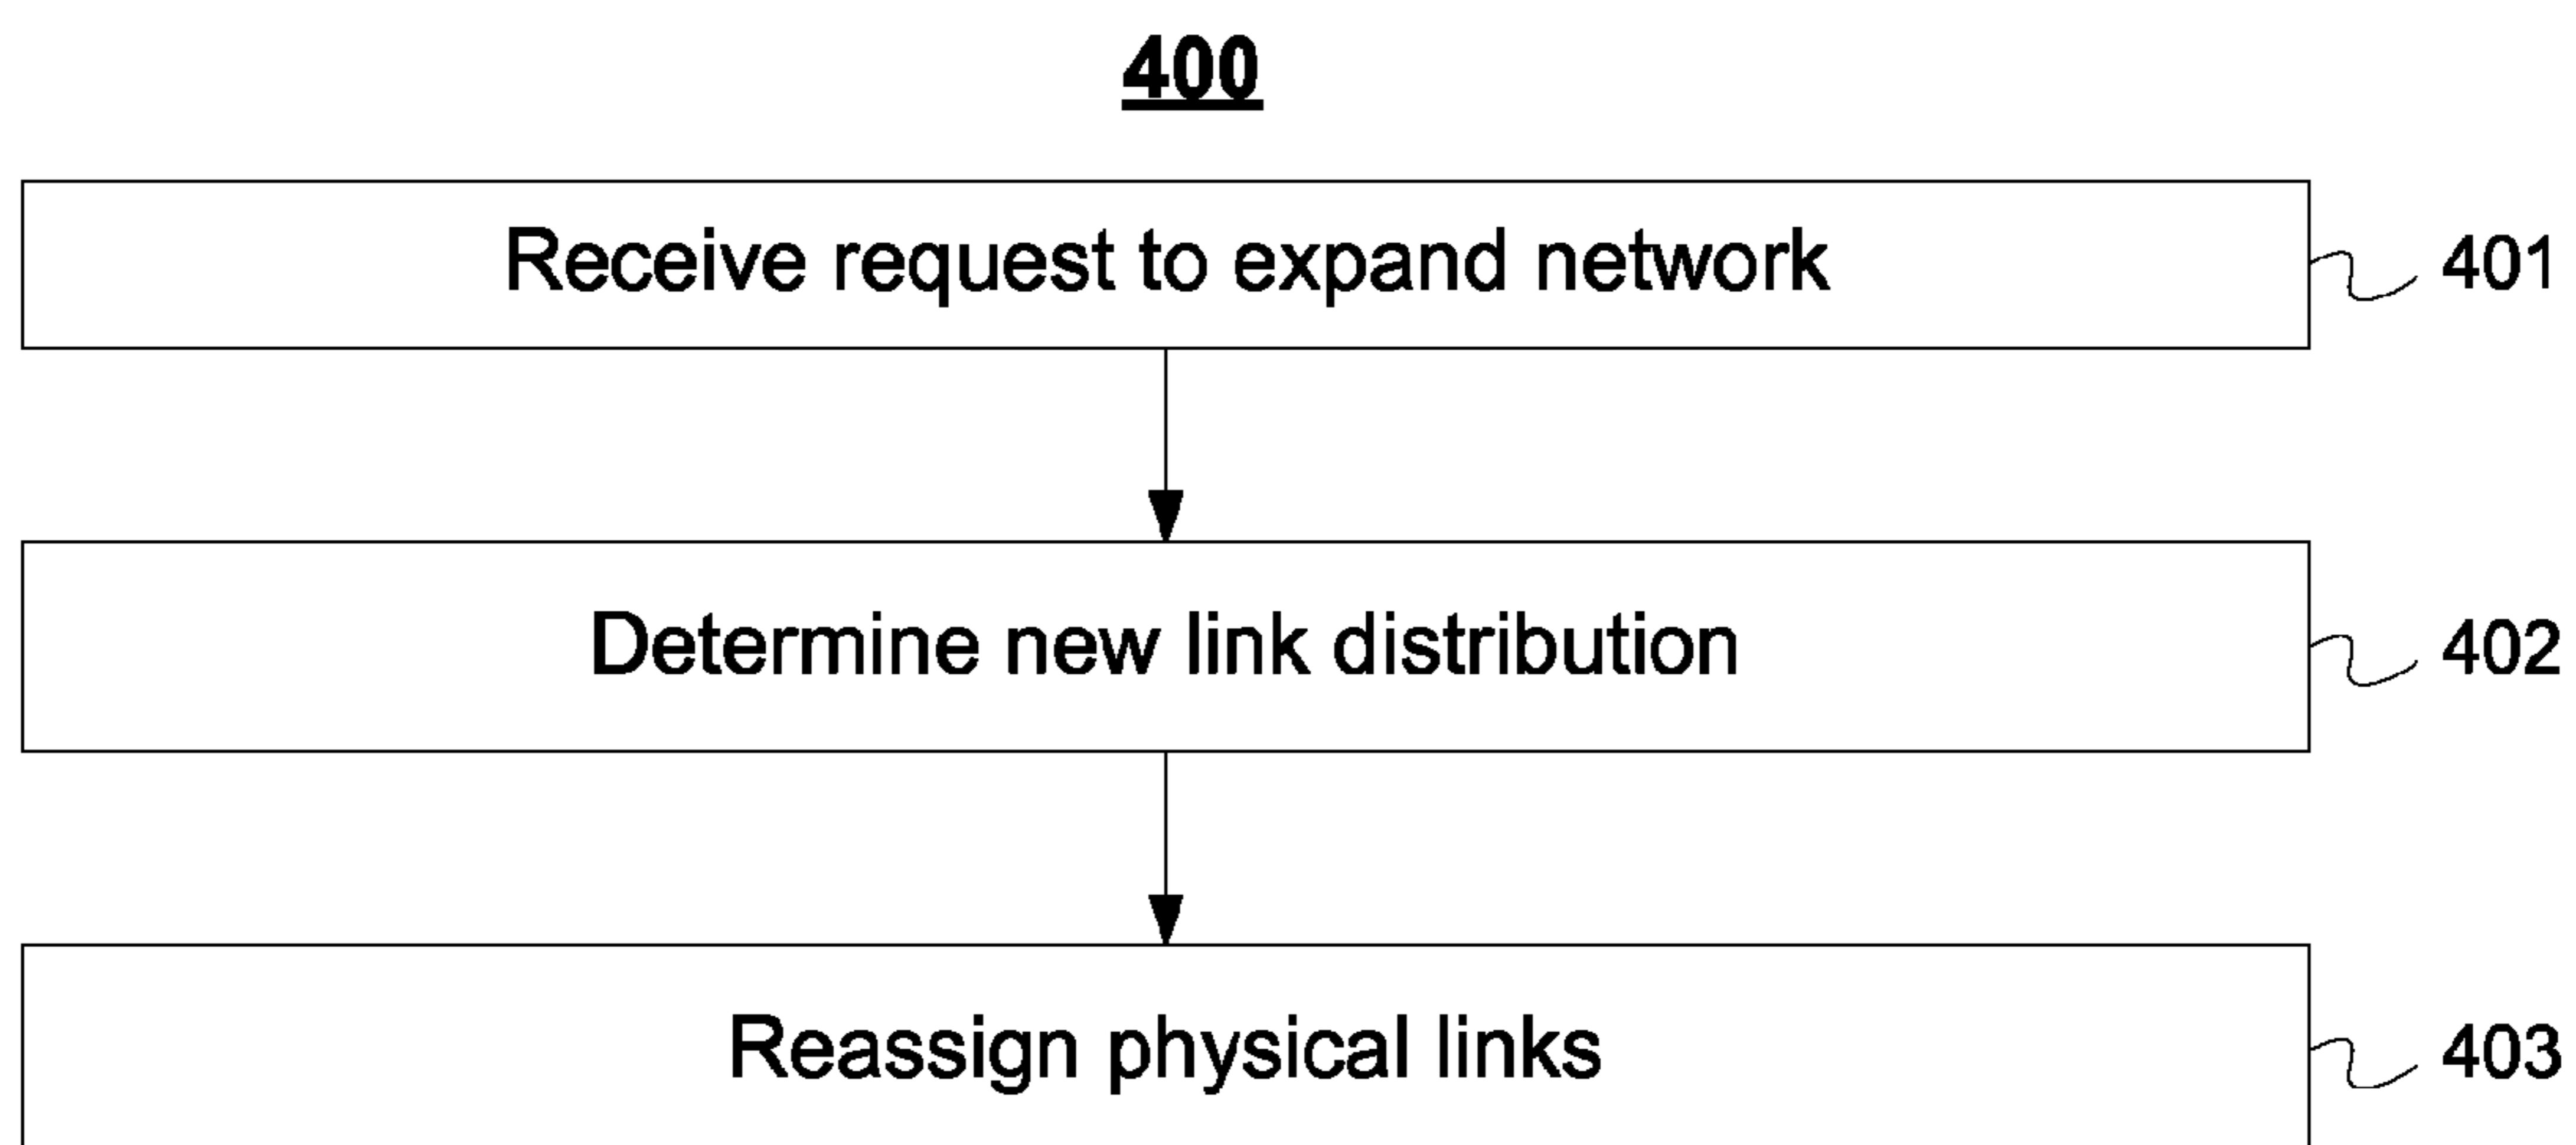 400
Receive request to expand network
401
Determine new link distribution
402
Reassign physical links
403